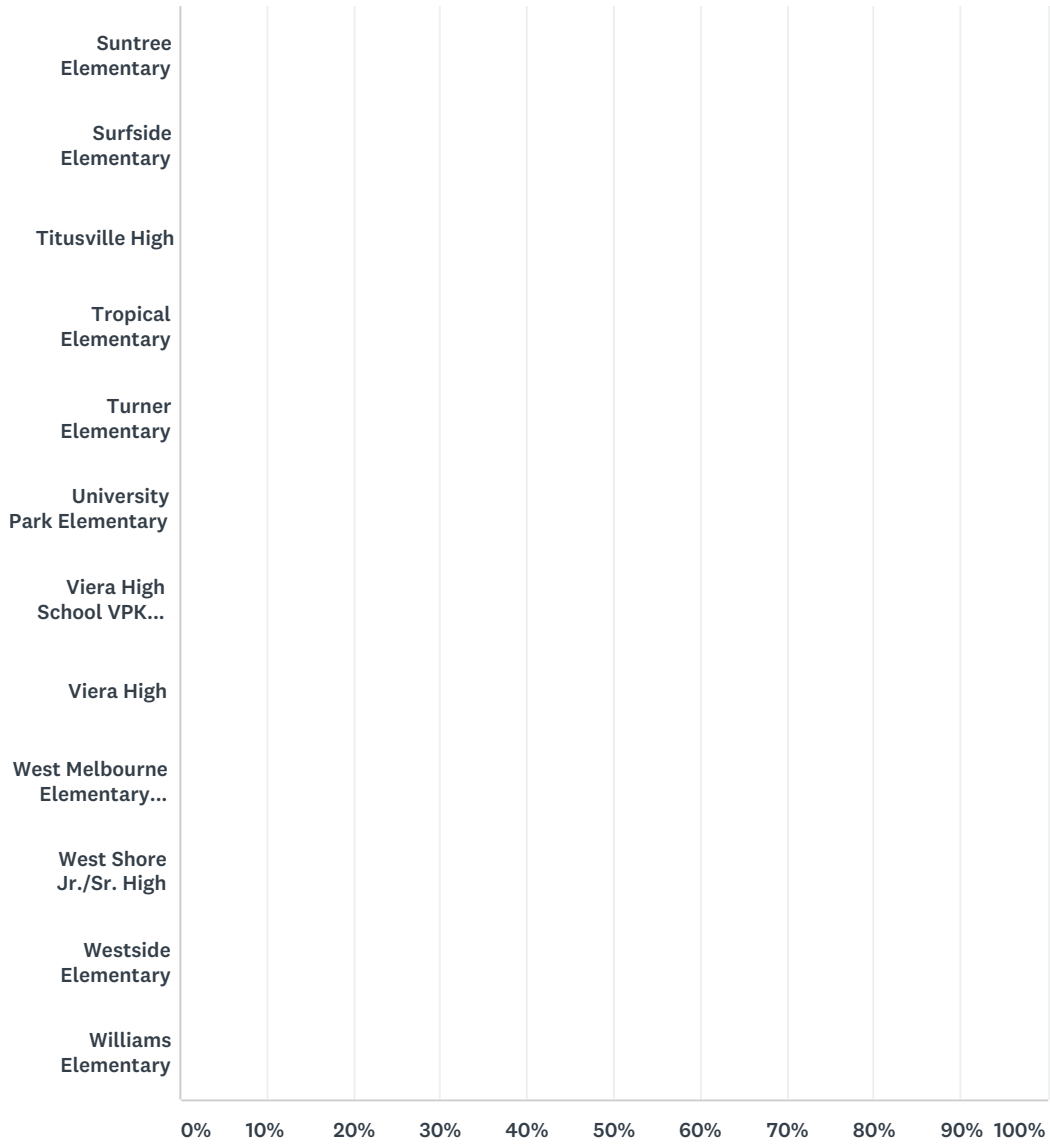 Suntree
Elementary
Surfside
Elementary
Titusville High
Tropical
Elementary
Turner
Elementary
University
Park Elementary
Viera High
School VPK...
Viera High
West Melbourne
Elementary...
West Shore
Jr./Sr. High
Westside
Elementary
Williams
Elementary
0% 10% 20% 30% 40% 50% 60% 70% 80% 90% 100%